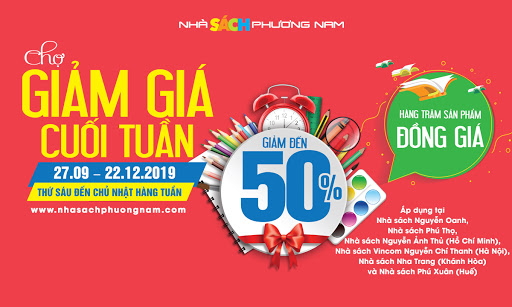 NHÀ SÁCH PHƯƠNG NAM
Chợ
GIẢM GIÁ
CUỐI TUẦN
27.09 – 22.12.2019
THỨ SÁU ĐẾN CHỦ NHẬT HÀNG TUẦN
www.nhasachphuongnam.com
GIẢM ĐẾN
50%
HÀNG TRĂM SẢN PHẨM
ĐỒNG GIÁ
Áp dụng tại
Nhà sách Nguyễn Oanh,
Nhà sách Phú Thọ,
Nhà sách Nguyễn Ảnh Thủ (Hồ Chí Minh),
Nhà sách Vincom Nguyễn Chí Thanh (Hà Nội),
Nhà sách Nha Trang (Khánh Hòa)
và Nhà sách Phú Xuân (Huế)